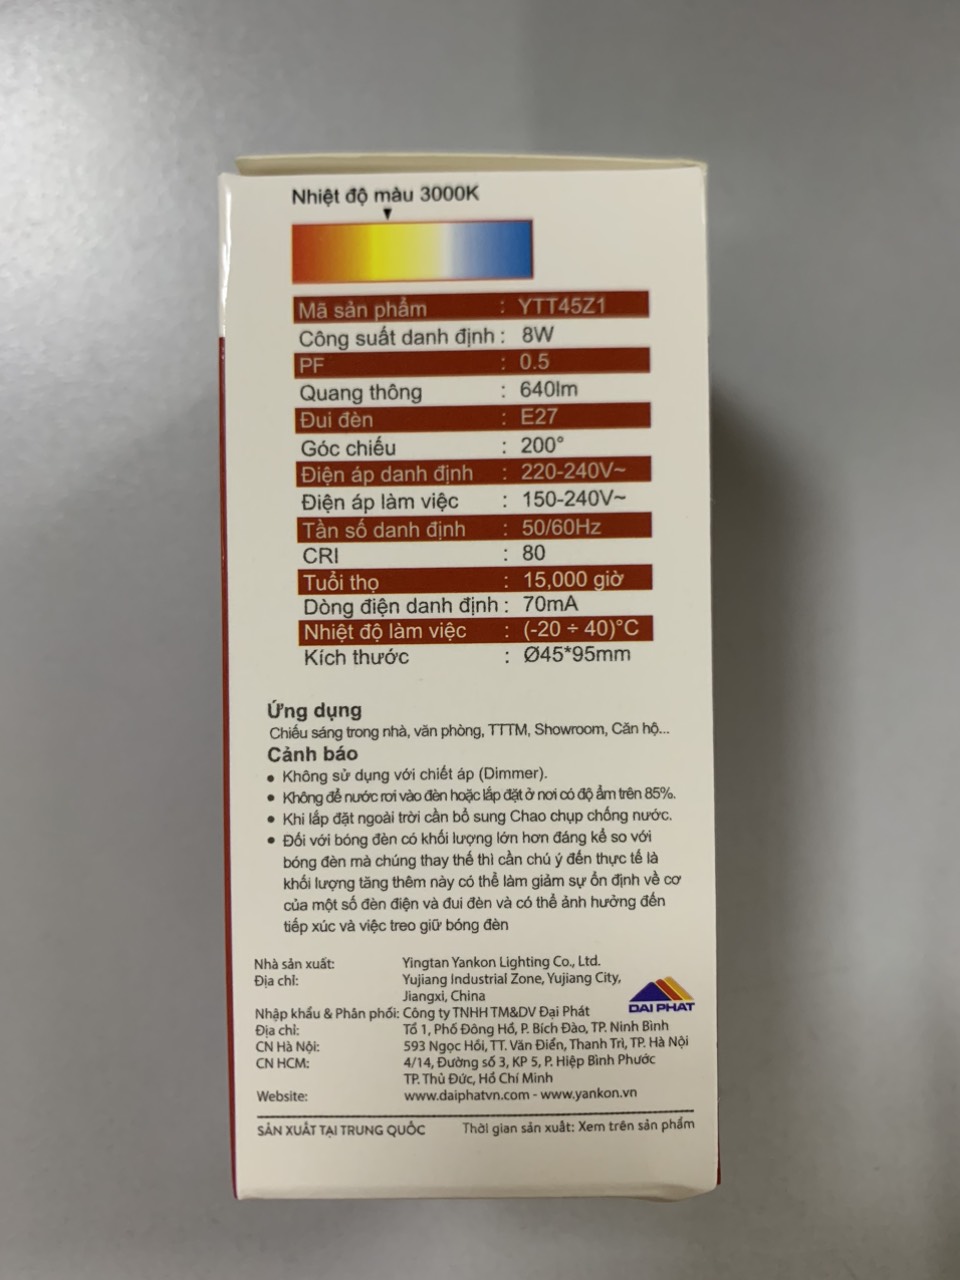 Nhiệt độ màu 3000K
Mã sản phẩm : YTT45Z1
Công suất danh định : 8W
PF : 0.5
Quang thông : 640lm
Đui đèn : E27
Góc chiếu : 200°
Điện áp danh định : 220-240V~
Điện áp làm việc : 150-240V~
Tần số danh định : 50/60Hz
CRI : 80
Tuổi thọ : 15,000 giờ
Dòng điện danh định : 70mA
Nhiệt độ làm việc : (-20 ÷ 40)°C
Kích thước : Ø45*95mm
Ứng dụng
Chiếu sáng trong nhà, văn phòng, TTTM, Showroom, Căn hộ...
Cảnh báo
• Không sử dụng với chiết áp (Dimmer).
• Không để nước rơi vào đèn hoặc lắp đặt ở nơi có độ ẩm trên 85%.
• Khi lắp đặt ngoài trời cần bổ sung Chao chụp chống nước.
• Đối với bóng đèn có khối lượng lớn hơn đáng kể so với
bóng đèn mà chúng thay thế thì cần chú ý đến thực tế là
khối lượng tăng thêm này có thể làm giảm sự ổn định về cơ
của một số đèn điện và đui đèn và có thể ảnh hưởng đến
tiếp xúc và việc treo giữ bóng đèn
Nhà sản xuất: Yingtan Yankon Lighting Co., Ltd.
Địa chỉ: Yujiang Industrial Zone, Yujiang City,
Jiangxi, China
DAI PHAT
Nhập khẩu & Phân phối: Công ty TNHH TM&DV Đại Phát
Địa chỉ: Tổ 1, Phố Đông Hồ, P. Bích Đào, TP. Ninh Bình
CN Hà Nội: 593 Ngọc Hồi, TT. Văn Điển, Thanh Trì, TP. Hà Nội
CN HCM: 4/14, Đường số 3, KP 5, P. Hiệp Bình Phước
TP. Thủ Đức, Hồ Chí Minh
Website: www.daiphatvn.com - www.yankon.vn
SẢN XUẤT TẠI TRUNG QUỐC Thời gian sản xuất: Xem trên sản phẩm